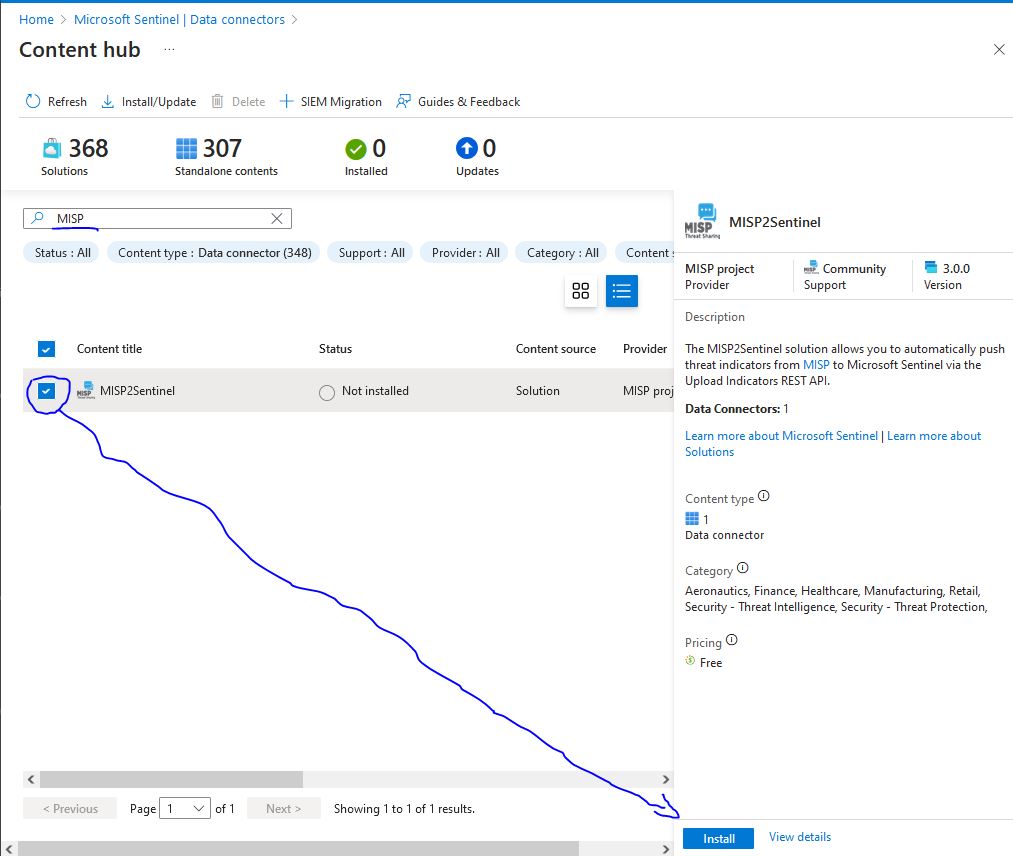 Home > Microsoft Sentinel | Data connectors >
Content hub ...
Refresh Install/Update Delete SIEM Migration Guides & Feedback
368 307 0 0
Solutions Standalone contents Installed Updates
MISP
Status : All Content type : Data connector (348) Support : All Provider : All Category : All Content s
Content title Status Content source Provider
MISP Threat Sharing MISP2Sentinel Not installed Solution MISP proj
< Previous Page 1 of 1 Next > Showing 1 to 1 of 1 results.
MISP
Threat Sharing
MISP2Sentinel
MISP project Community 3.0.0
Provider Support Version
Description
The MISP2Sentinel solution allows you to automatically push
threat indicators from MISP to Microsoft Sentinel via the
Upload Indicators REST API.
Data Connectors: 1
Learn more about Microsoft Sentinel | Learn more about
Solutions
Content type
1
Data connector
Category
Aeronautics, Finance, Healthcare, Manufacturing, Retail,
Security - Threat Intelligence, Security - Threat Protection,
Pricing
Free
Install View details